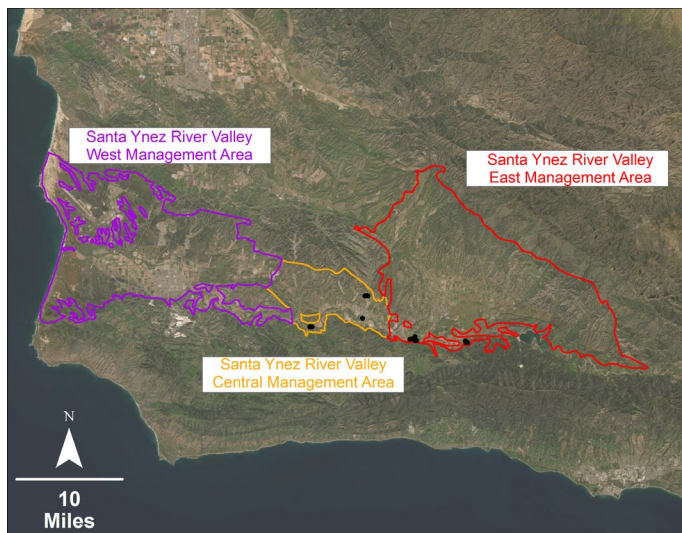 Santa Ynez River Valley
West Management Area
Santa Ynez River Valley
East Management Area
Santa Ynez River Valley
Central Management Area
N
10
Miles